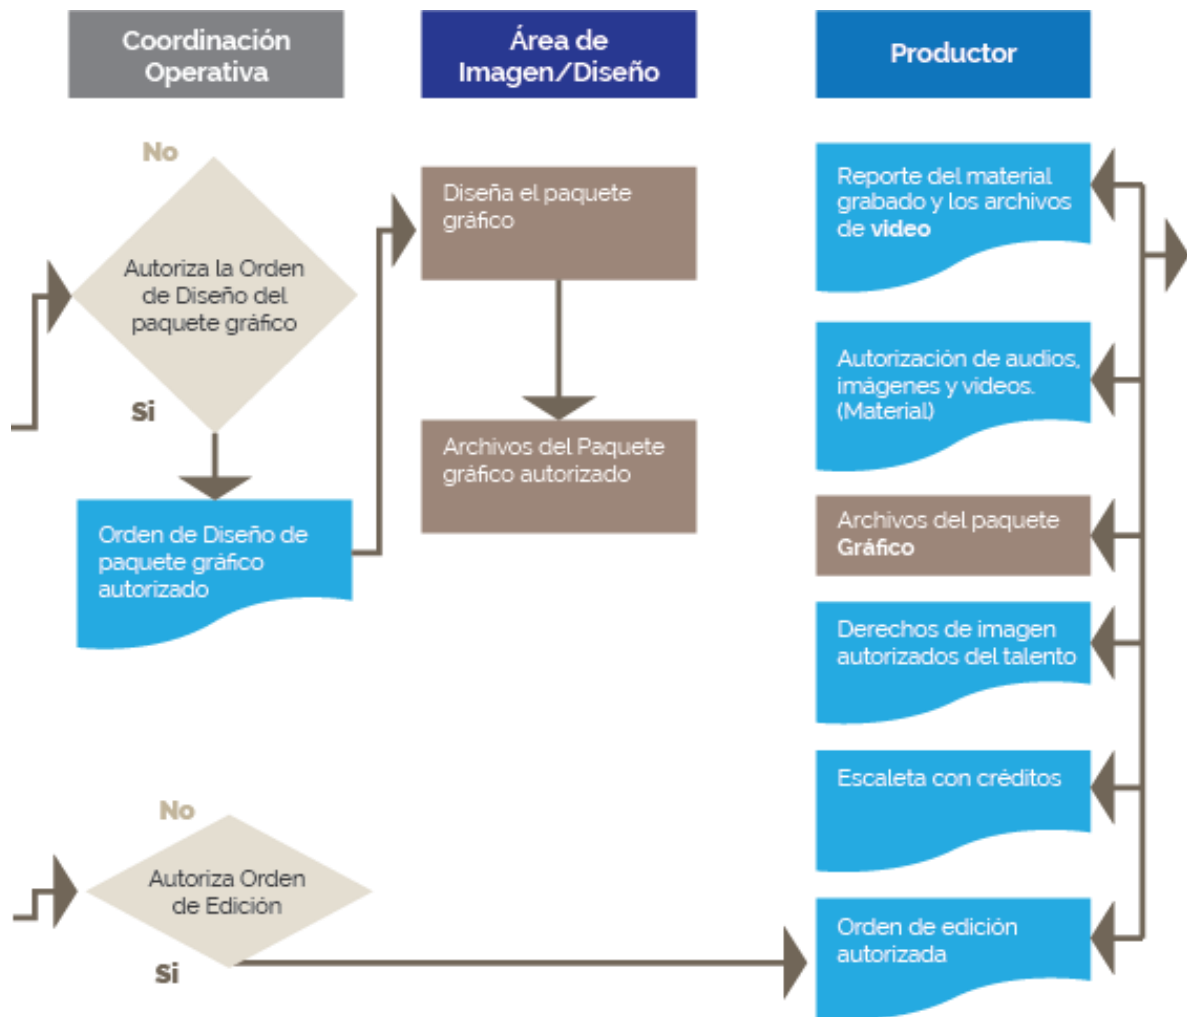 Coordinación
Operativa
Área de
Imagen/Diseño
Productor
No
Autoriza la Orden
de Diseño del
paquete gráfico
Si
Orden de Diseño de
paquete gráfico
autorizado
Diseña el paquete
gráfico
Archivos del Paquete
gráfico autorizado
Reporte del material
grabado y los archivos
de video
Autorización de audios,
imágenes y videos.
(Material)
Archivos del paquete
Gráfico
Derechos de imagen
autorizados del talento
Escaleta con créditos
No
Autoriza Orden
de Edición
Si
Orden de edición
autorizada